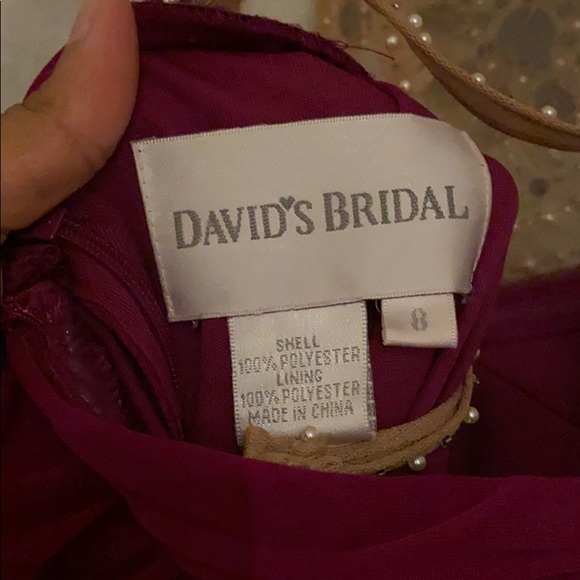 DAVID'S BRIDAL
8
SHELL
100% POLYESTER
LINING
100% POLYESTER
MADE IN CHINA